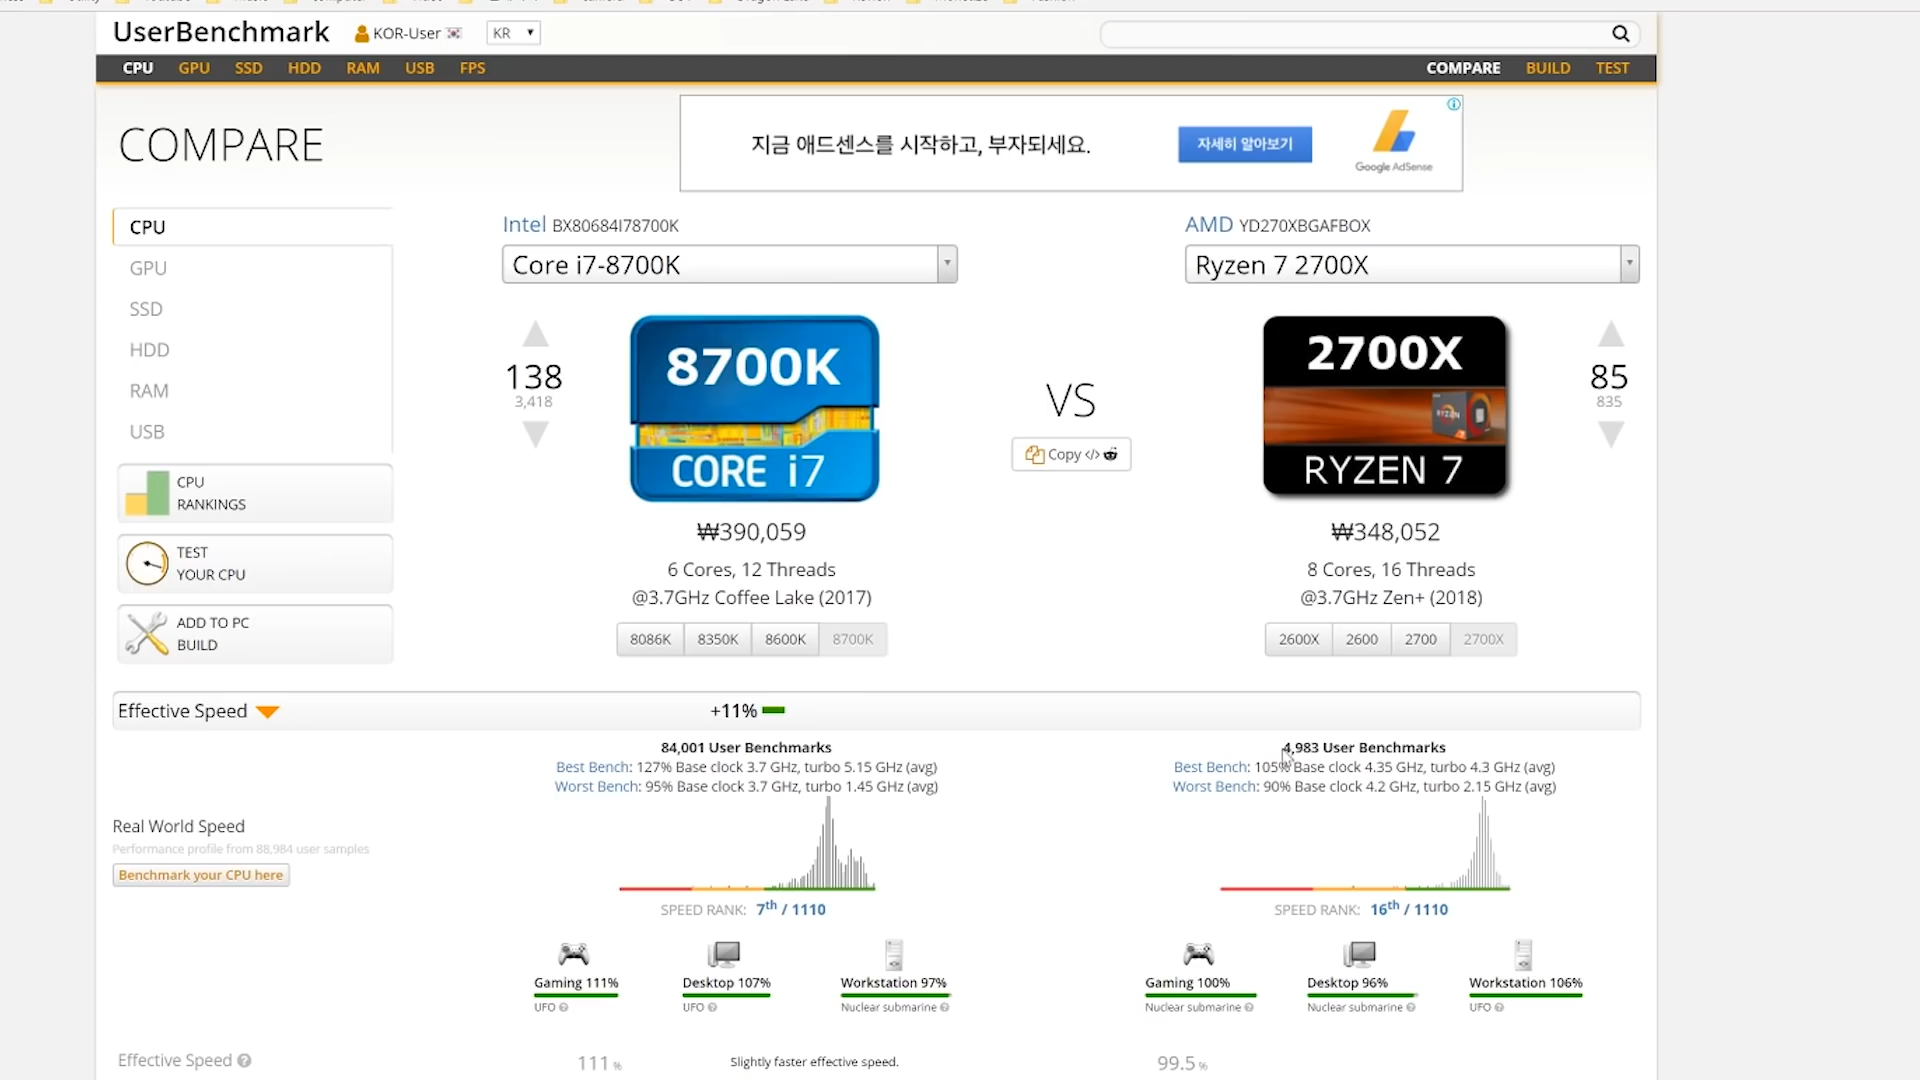 UserBenchmark
KOR-User
KR
CPU GPU SSD HDD RAM USB FPS
COMPARE BUILD TEST
COMPARE
지금 애드센스를 시작하고, 부자되세요.
자세히 알아보기
Google AdSense
CPU
GPU
SSD
HDD
RAM
USB
CPU
RANKINGS
TEST
YOUR CPU
ADD TO PC
BUILD
Intel BX80684I78700K
Core i7-8700K
138
3,418
8700K
CORE i7
₩390,059
6 Cores, 12 Threads
@3.7GHz Coffee Lake (2017)
8086K 8350K 8600K 8700K
VS
Copy </>
AMD YD270XBGAFBOX
Ryzen 7 2700X
85
835
2700X
RYZEN
RYZEN 7
₩348,052
8 Cores, 16 Threads
@3.7GHz Zen+ (2018)
2600X 2600 2700 2700X
Effective Speed +11%
Real World Speed
Performance profile from 88,984 user samples
Benchmark your CPU here
84,001 User Benchmarks
Best Bench: 127% Base clock 3.7 GHz, turbo 5.15 GHz (avg)
Worst Bench: 95% Base clock 3.7 GHz, turbo 1.45 GHz (avg)
SPEED RANK: 7th / 1110
Gaming 111% Desktop 107% Workstation 97%
UFO UFO Nuclear submarine
4,983 User Benchmarks
Best Bench: 105% Base clock 4.35 GHz, turbo 4.3 GHz (avg)
Worst Bench: 90% Base clock 4.2 GHz, turbo 2.15 GHz (avg)
SPEED RANK: 16th / 1110
Gaming 100% Desktop 96% Workstation 106%
Nuclear submarine Nuclear submarine UFO
Effective Speed 111 % Slightly faster effective speed. 99.5 %